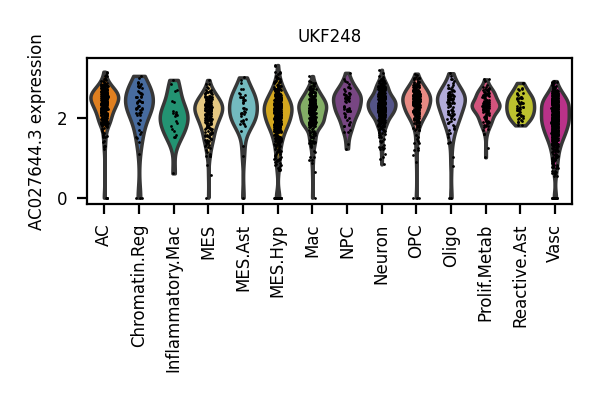 UKF248
AC027644.3 expression
2
0
AC
Chromatin.Reg
Inflammatory.Mac
MES
MES.Ast
MES.Hyp
Mac
NPC
Neuron
OPC
Oligo
Prolif.Metab
Reactive.Ast
Vasc